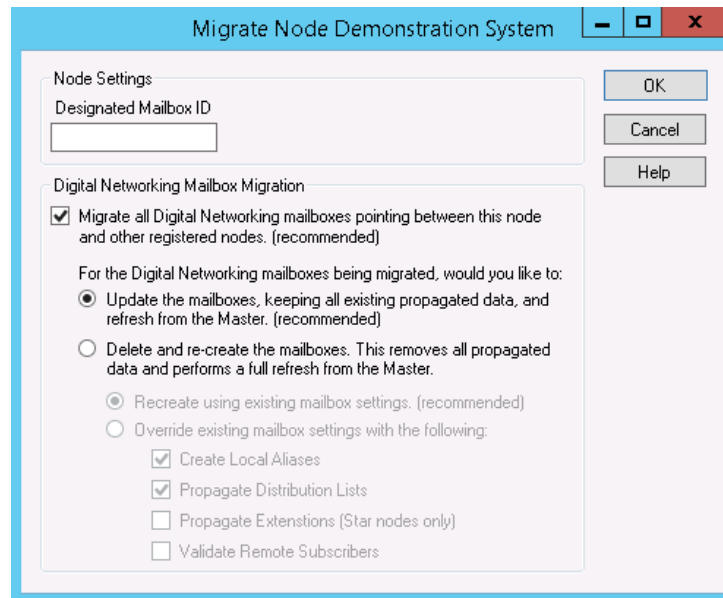 Migrate Node Demonstration System
Node Settings
Designated Mailbox ID
OK
Cancel
Help
Digital Networking Mailbox Migration
Migrate all Digital Networking mailboxes pointing between this node
and other registered nodes. (recommended)
For the Digital Networking mailboxes being migrated, would you like to:
Update the mailboxes, keeping all existing propagated data, and
refresh from the Master. (recommended)
Delete and re-create the mailboxes. This removes all propagated
data and performs a full refresh from the Master.
Recreate using existing mailbox settings. (recommended)
Override existing mailbox settings with the following:
Create Local Aliases
Propagate Distribution Lists
Propagate Extenstions (Star nodes only)
Validate Remote Subscribers